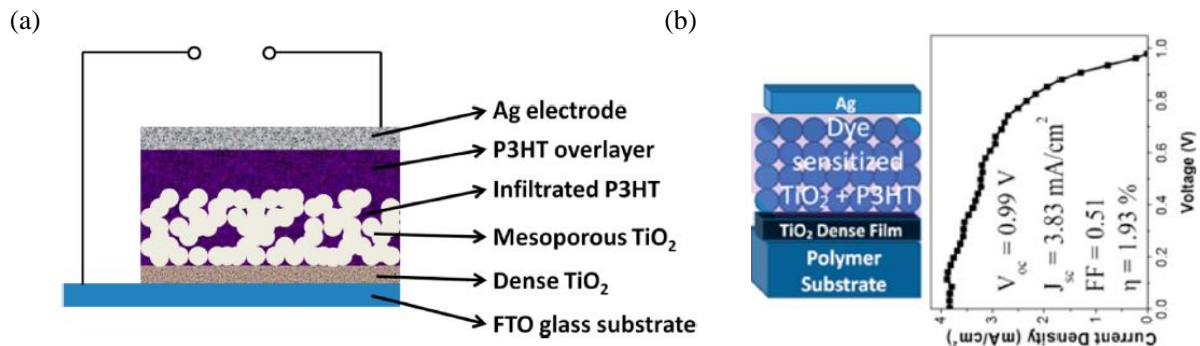 (a)
Ag electrode
P3HT overlayer
Infiltrated P3HT
Mesoporous TiO₂
Dense TiO₂
FTO glass substrate
(b)
Ag
Dye
sensitized
TiO₂ + P3HT
TiO₂ Dense Film
Polymer
Substrate
Current Density (mA/cm²
4
3
2
1
0
V_oc = 0.99 V
J_sc = 3.83 mA/cm²
FF = 0.51
η = 1.93 %
0.0
0.2
0.4
0.6
0.8
1.0
Voltage (V)